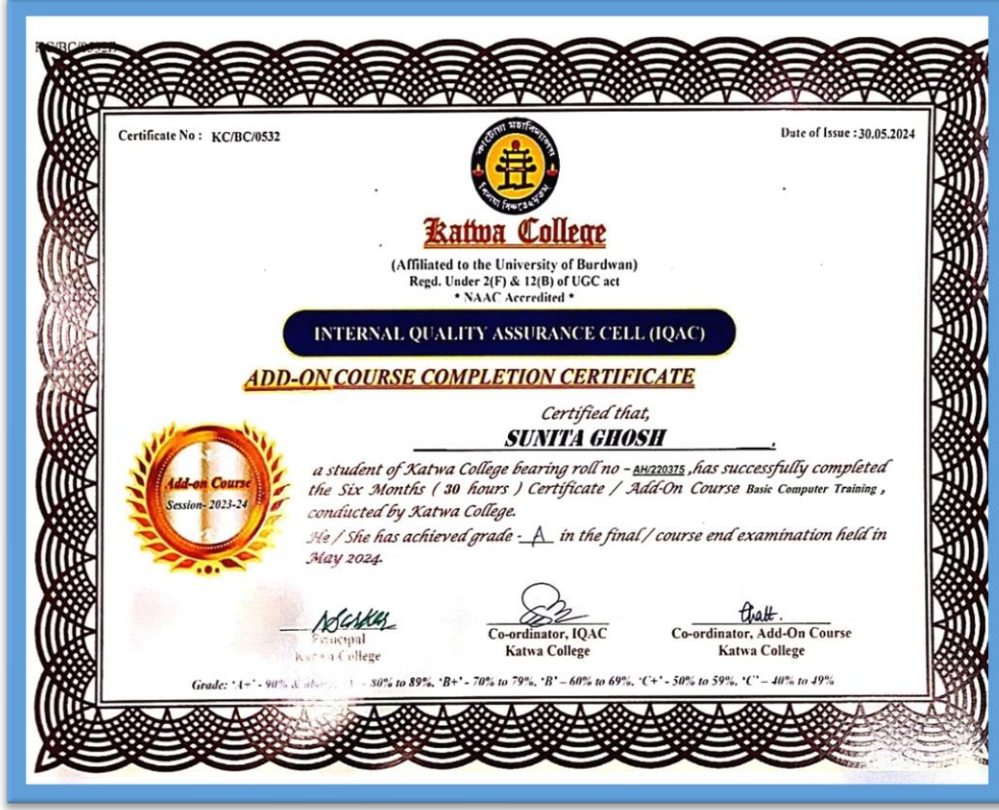 KC/BC/0532
Certificate No : KC/BC/0532
Date of Issue :30.05.2024
কাটোয়া মহাবিদ্যালয়
Katwa College
(Affiliated to the University of Burdwan)
Regd. Under 2(F) & 12(B) of UGC act
* NAAC Accredited *
INTERNAL QUALITY ASSURANCE CELL (IQAC)
ADD-ON COURSE COMPLETION CERTIFICATE
Certified that,
SUNITA GHOSH .
a student of Katwa College bearing roll no - AH/220375 ,has successfully completed
the Six Months ( 30 hours ) Certificate / Add-On Course Basic Computer Training ,
conducted by Katwa College.
He / She has achieved grade - A in the final / course end examination held in
May 2024.
Add-on Course
Session- 2023-24
Principal
Katwa College
Co-ordinator, IQAC
Katwa College
Co-ordinator, Add-On Course
Katwa College
Grade: 'A+' - 90% & - 80% to 89%, 'B+' - 70% to 79%, 'B' – 60% to 69%, 'C+' - 50% to 59%, 'C' – 40% to 49%